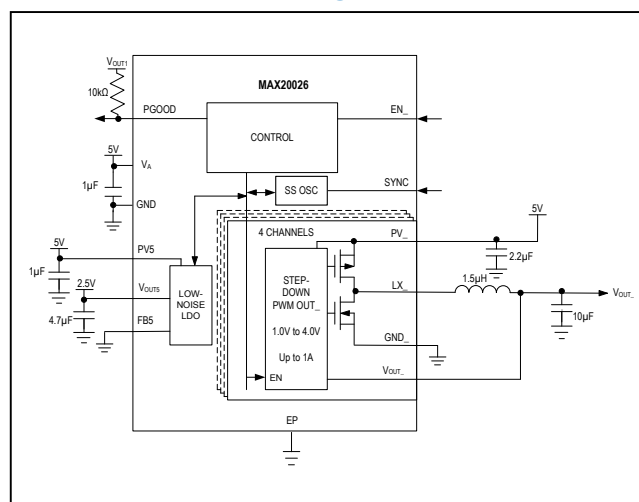 VOUT1
MAX20026
10kΩ
PGOOD
EN_
CONTROL
5V
VA
1µF
GND
SS OSC
SYNC
5V
PV5
1µF
2.5V
VOUT5
4.7µF
FB5
LOW-
NOISE
LDO
4 CHANNELS
PV_
5V
2.2µF
STEP-
DOWN
PWM OUT_
1.0V to 4.0V
Up to 1A
EN
LX_
1.5µH
VOUT_
10µF
GND_
VOUT_
EP